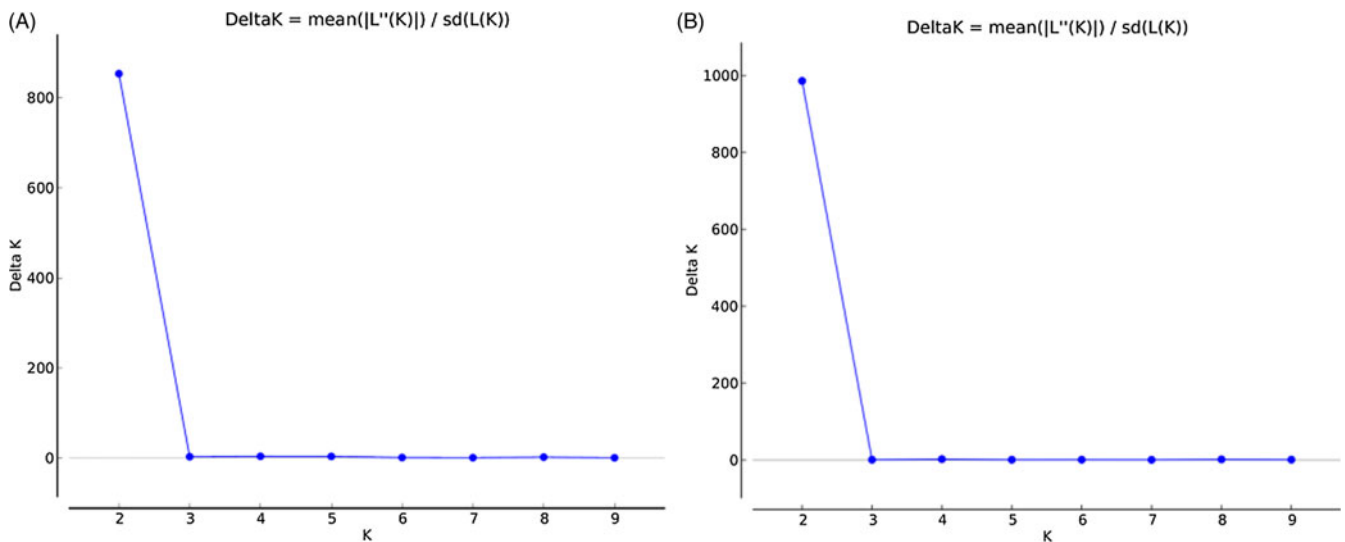 (A)
DeltaK = mean(|L''(K)|) / sd(L(K))
800
600
400
200
0
Delta K
2 3 4 5 6 7 8 9
K
(B)
DeltaK = mean(|L''(K)|) / sd(L(K))
1000
800
600
400
200
0
Delta K
2 3 4 5 6 7 8 9
K